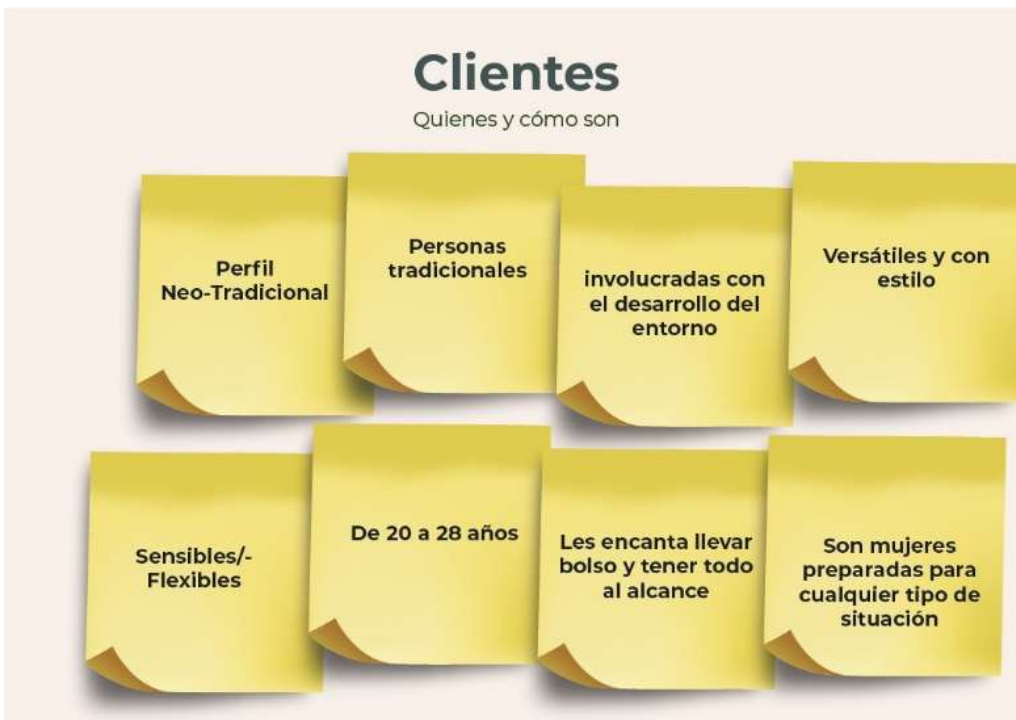 Clientes
Quienes y cómo son
Perfil
Neo-Tradicional
Personas
tradicionales
involucradas con
el desarrollo del
entorno
Versátiles y con
estilo
Sensibles/-
Flexibles
De 20 a 28 años
Les encanta llevar
bolso y tener todo
al alcance
Son mujeres
preparadas para
cualquier tipo de
situación